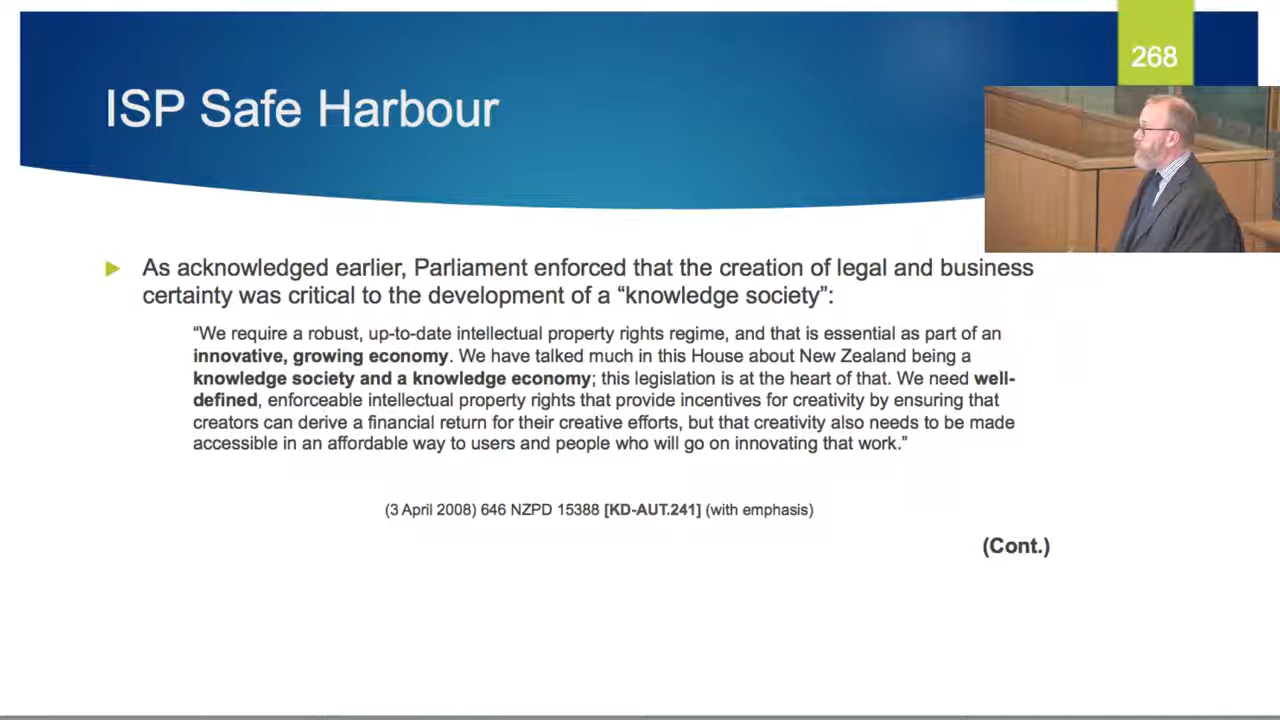 268
ISP Safe Harbour
As acknowledged earlier, Parliament enforced that the creation of legal and business
certainty was critical to the development of a “knowledge society”:
“We require a robust, up-to-date intellectual property rights regime, and that is essential as part of an
innovative, growing economy. We have talked much in this House about New Zealand being a
knowledge society and a knowledge economy; this legislation is at the heart of that. We need well-
defined, enforceable intellectual property rights that provide incentives for creativity by ensuring that
creators can derive a financial return for their creative efforts, but that creativity also needs to be made
accessible in an affordable way to users and people who will go on innovating that work.”
(3 April 2008) 646 NZPD 15388 [KD-AUT.241] (with emphasis)
(Cont.)